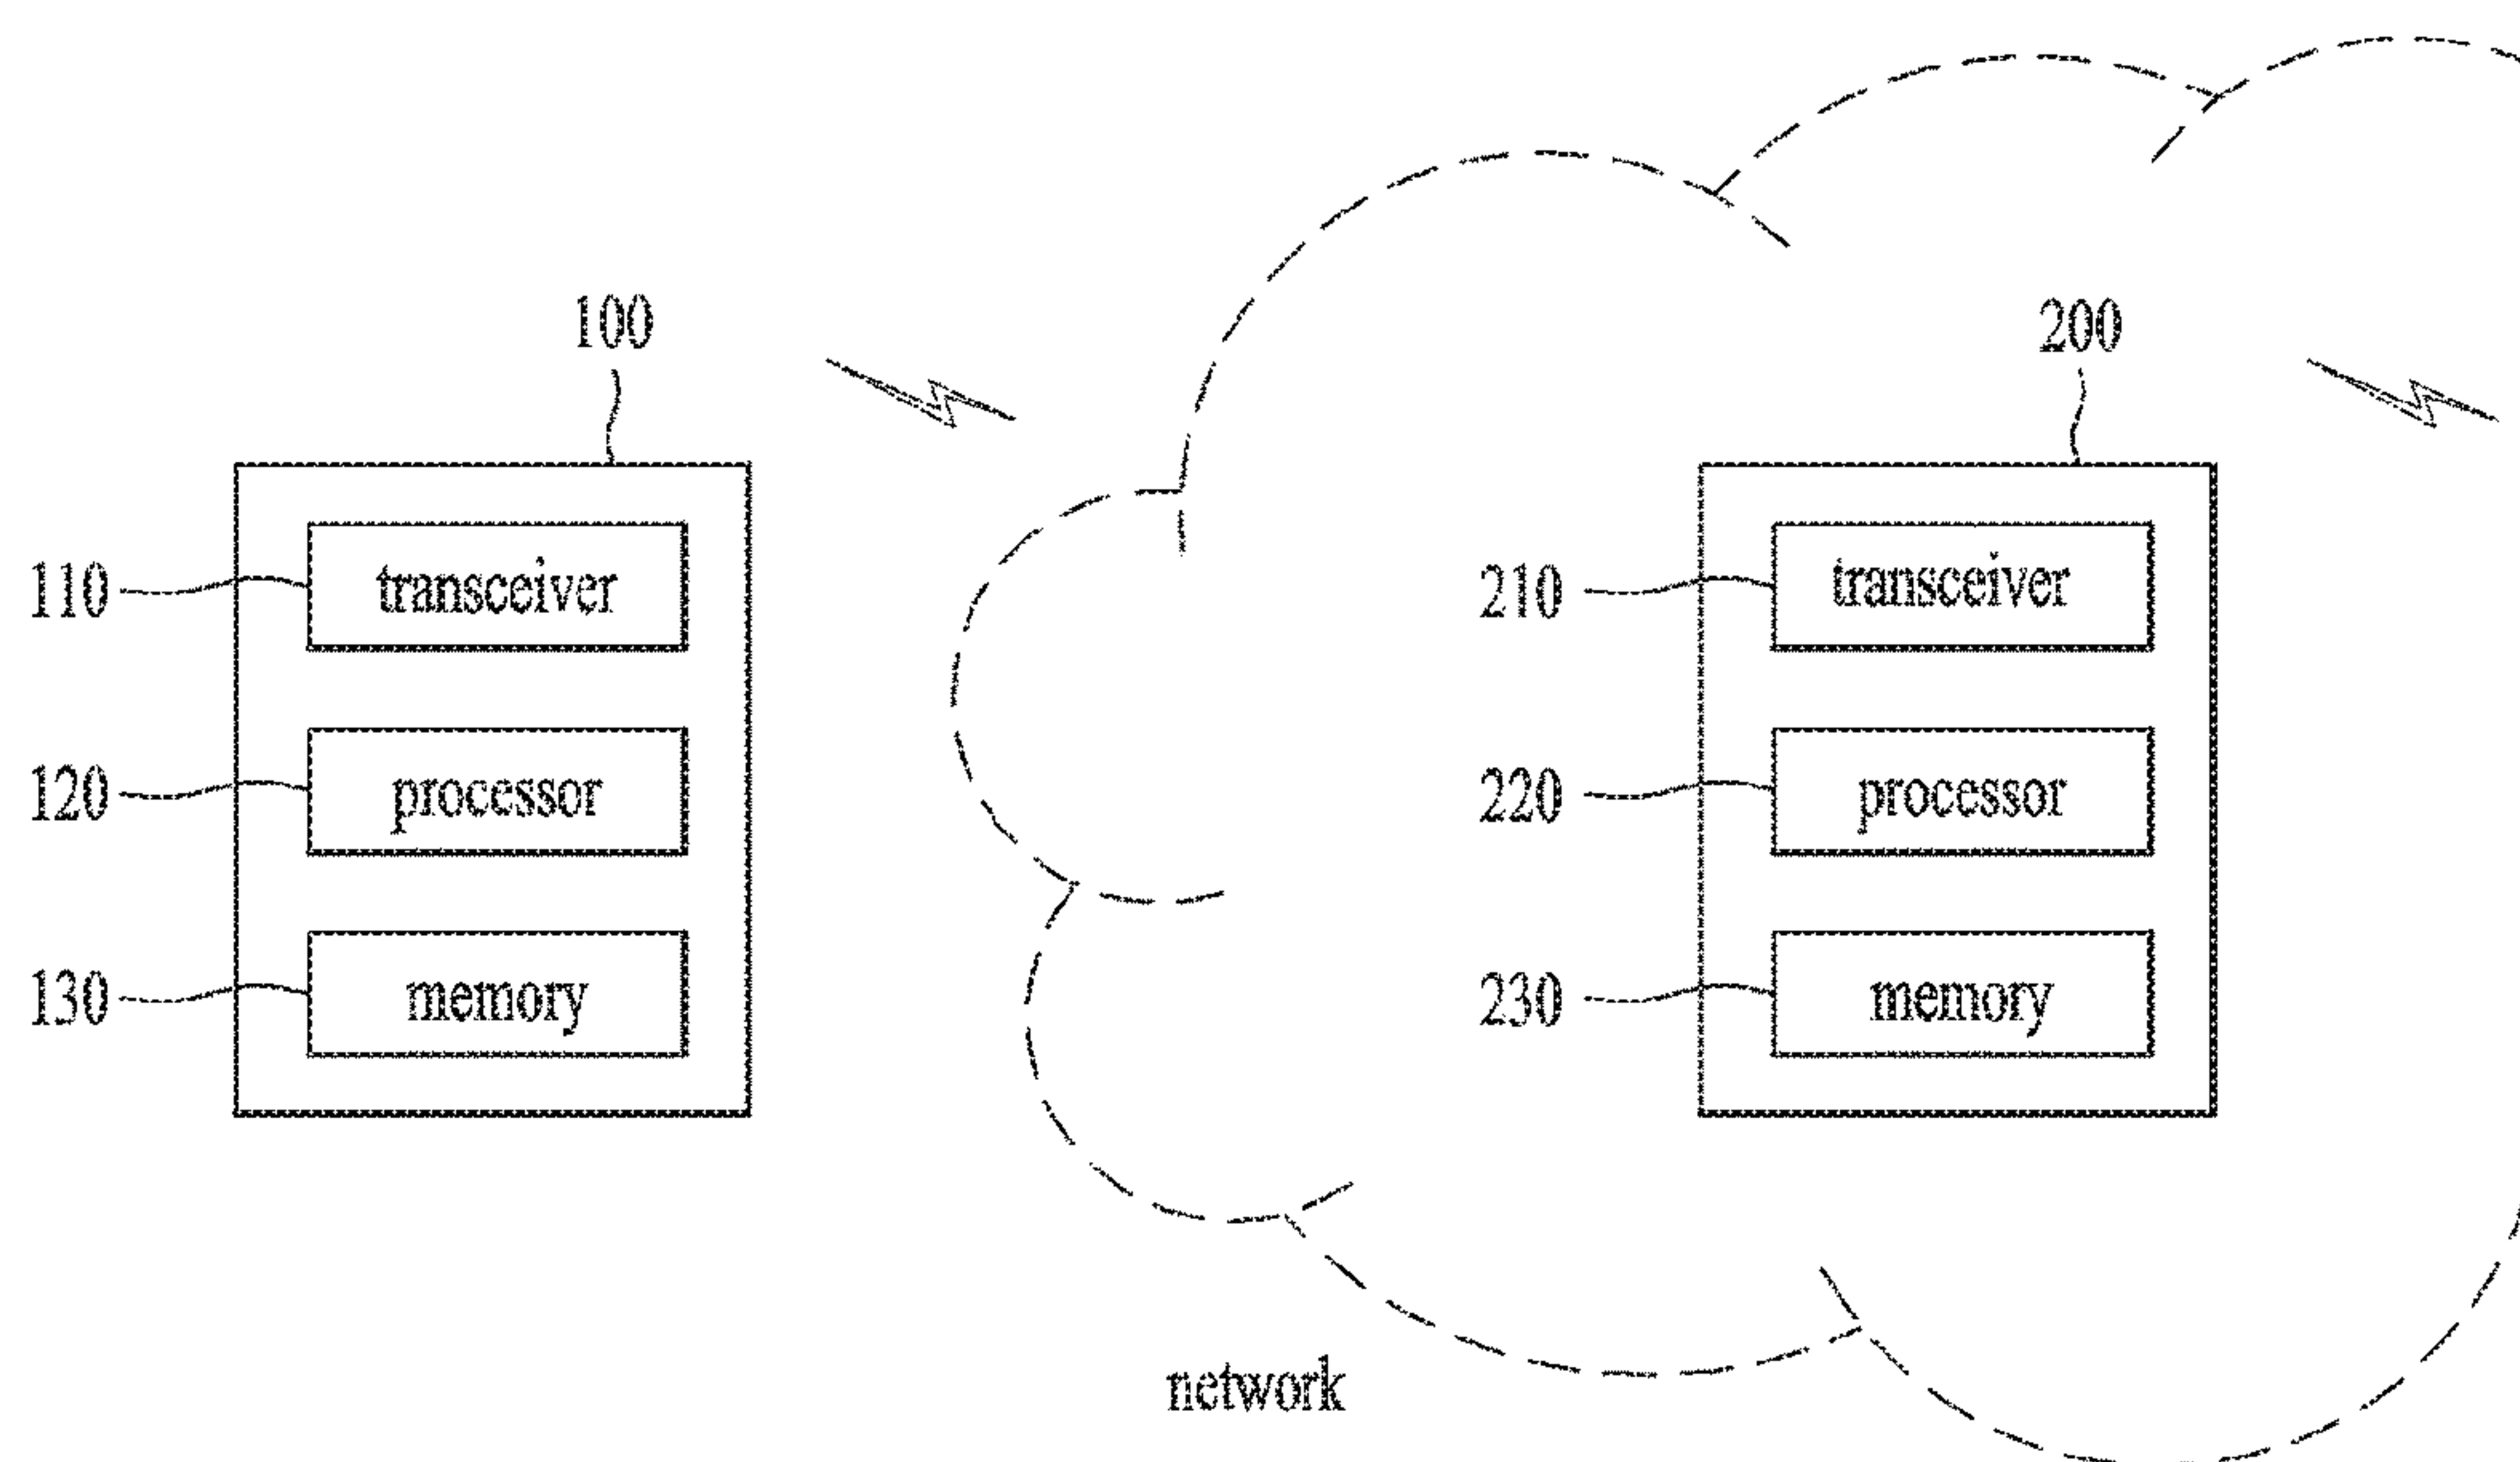 100
200
110
transceiver
210
transceiver
120
processor
220
processor
130
memory
230
memory
network